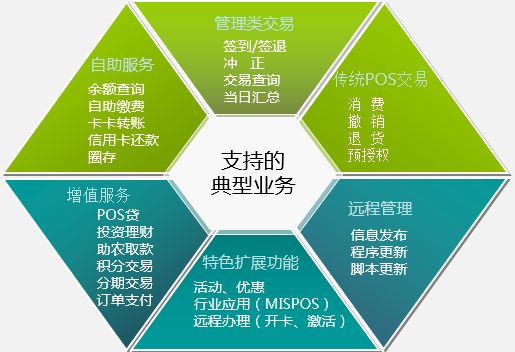 管理类交易
签到/签退
冲 正
交易查询
当日汇总
自助服务
余额查询
自助缴费
卡卡转账
信用卡还款
圈存
传统POS交易
消 费
撤 销
退 货
预授权
支持的
典型业务
增值服务
POS贷
投资理财
助农取款
积分交易
分期交易
订单支付
特色扩展功能
活动、优惠
行业应用（MISPOS）
远程办理（开卡、激活）
远程管理
信息发布
程序更新
脚本更新